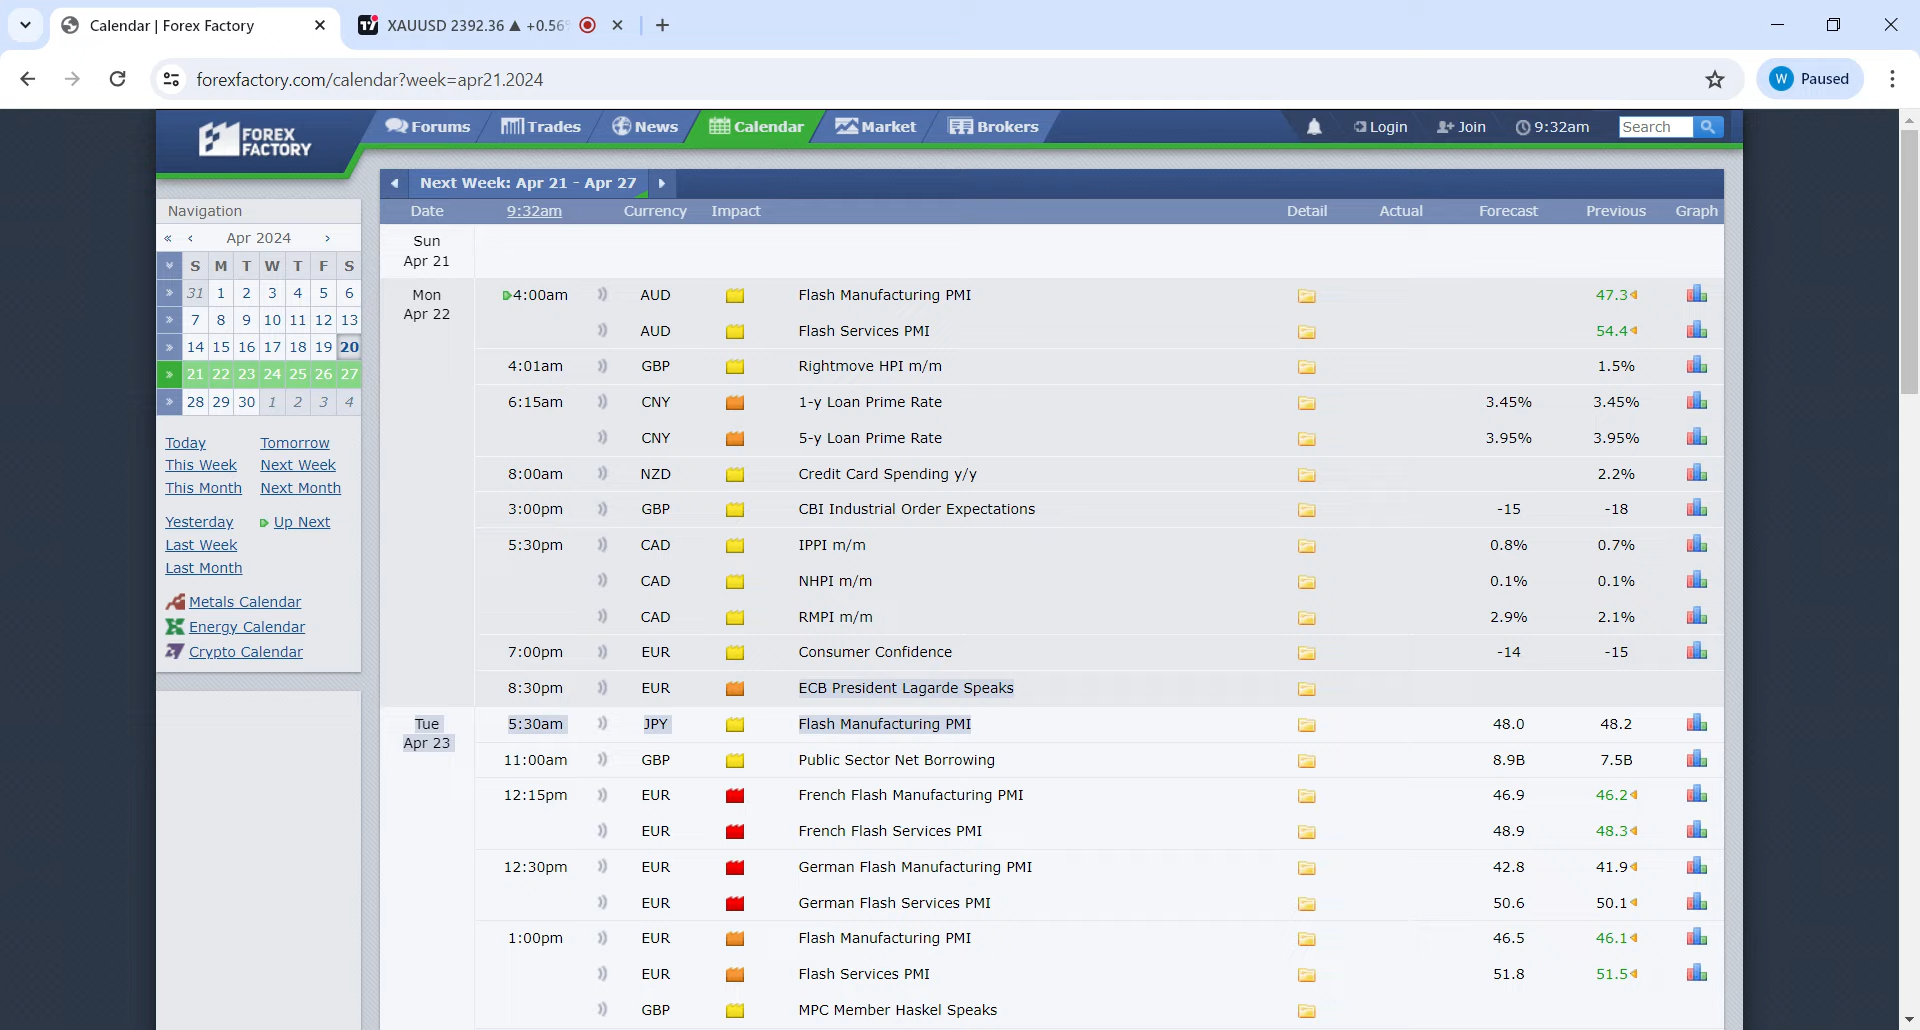 Calendar | Forex Factory
XAUUSD 2392.36 ▲ +0.56%
forexfactory.com/calendar?week=apr21.2024
W Paused
FOREX FACTORY
Forums Trades News Calendar Market Brokers Login Join 9:32am Search
Next Week: Apr 21 - Apr 27
Date 9:32am Currency Impact Detail Actual Forecast Previous Graph
Navigation
« ‹ Apr 2024 ›
S M T W T F S
» 31 1 2 3 4 5 6
» 7 8 9 10 11 12 13
» 14 15 16 17 18 19 20
» 21 22 23 24 25 26 27
» 28 29 30 1 2 3 4
Today Tomorrow
This Week Next Week
This Month Next Month
Yesterday Up Next
Last Week
Last Month
Metals Calendar
Energy Calendar
Crypto Calendar
Sun
Apr 21
Mon
Apr 22
4:00am AUD Flash Manufacturing PMI 47.3
AUD Flash Services PMI 54.4
4:01am GBP Rightmove HPI m/m 1.5%
6:15am CNY 1-y Loan Prime Rate 3.45% 3.45%
CNY 5-y Loan Prime Rate 3.95% 3.95%
8:00am NZD Credit Card Spending y/y 2.2%
3:00pm GBP CBI Industrial Order Expectations -15 -18
5:30pm CAD IPPI m/m 0.8% 0.7%
CAD NHPI m/m 0.1% 0.1%
CAD RMPI m/m 2.9% 2.1%
7:00pm EUR Consumer Confidence -14 -15
8:30pm EUR ECB President Lagarde Speaks
Tue
Apr 23
5:30am JPY Flash Manufacturing PMI 48.0 48.2
11:00am GBP Public Sector Net Borrowing 8.9B 7.5B
12:15pm EUR French Flash Manufacturing PMI 46.9 46.2
EUR French Flash Services PMI 48.9 48.3
12:30pm EUR German Flash Manufacturing PMI 42.8 41.9
EUR German Flash Services PMI 50.6 50.1
1:00pm EUR Flash Manufacturing PMI 46.5 46.1
EUR Flash Services PMI 51.8 51.5
GBP MPC Member Haskel Speaks